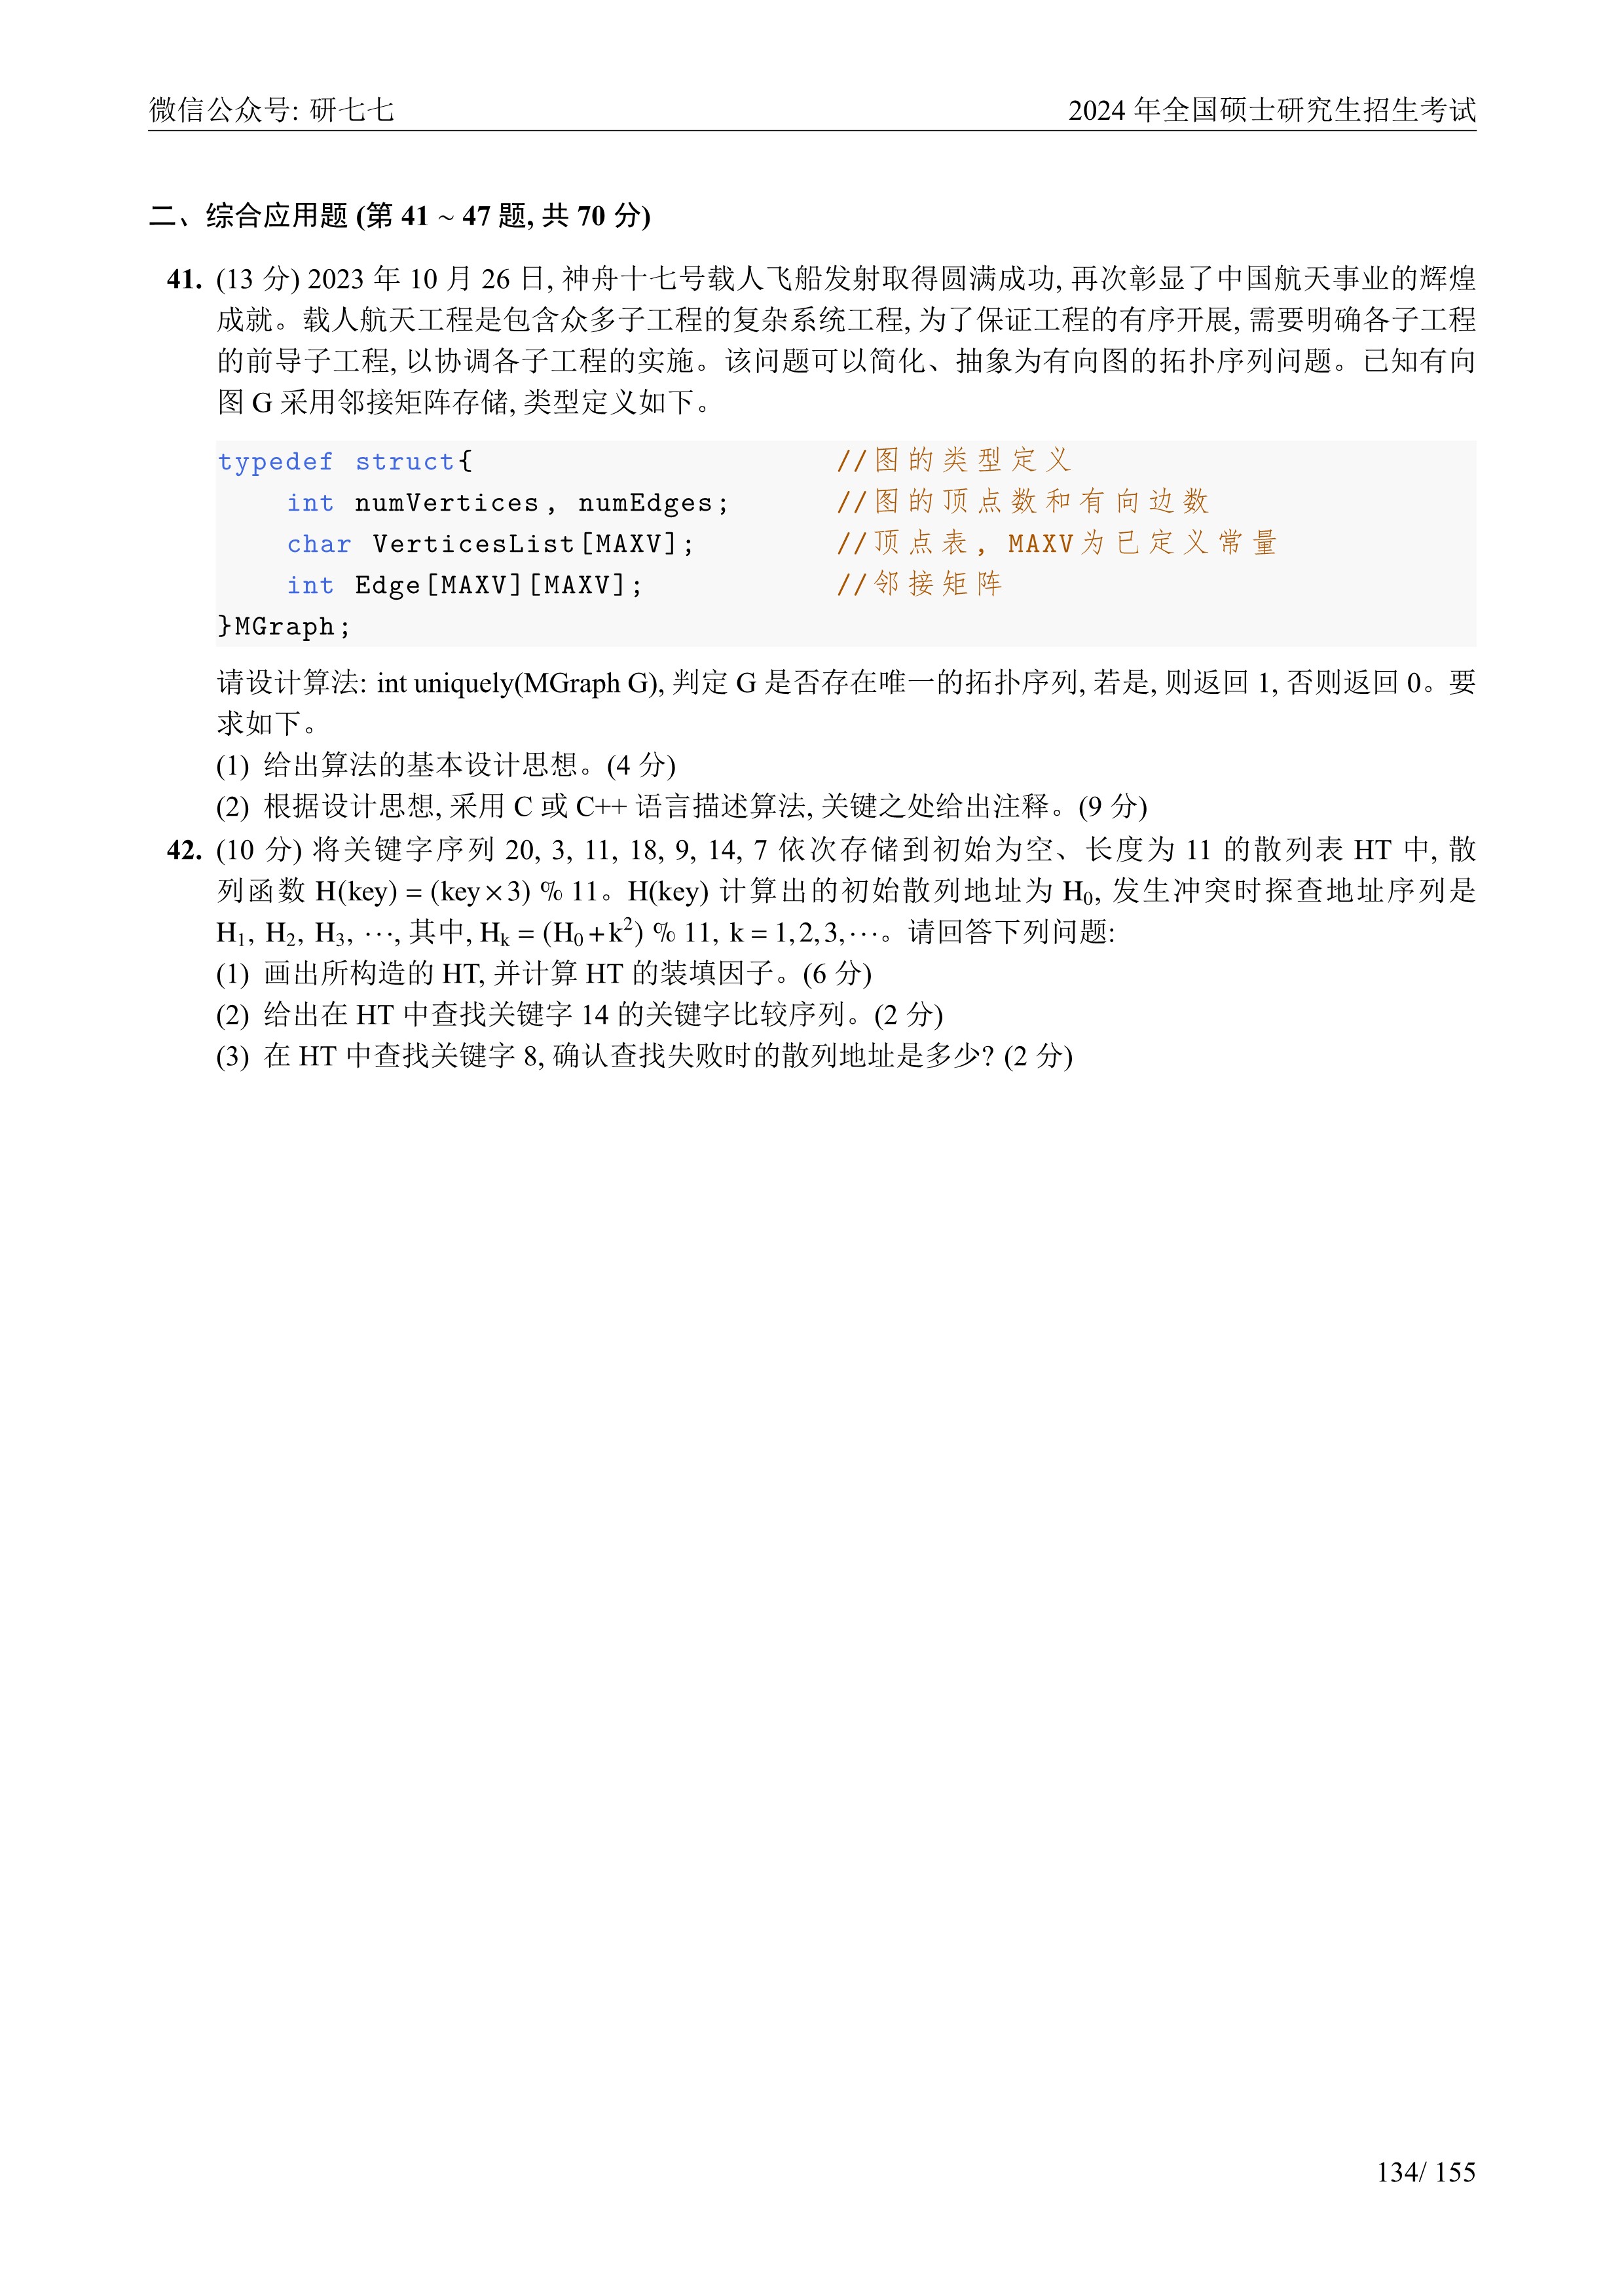 微信公众号: 研七七
2024 年全国硕士研究生招生考试
二、综合应用题 (第 41 ~ 47 题, 共 70 分)
41. (13 分) 2023 年 10 月 26 日, 神舟十七号载人飞船发射取得圆满成功, 再次彰显了中国航天事业的辉煌
成就。载人航天工程是包含众多子工程的复杂系统工程, 为了保证工程的有序开展, 需要明确各子工程
的前导子工程, 以协调各子工程的实施。该问题可以简化、抽象为有向图的拓扑序列问题。已知有向
图 G 采用邻接矩阵存储, 类型定义如下。
typedef struct{ //图的类型定义
int numVertices, numEdges; //图的顶点数和有向边数
char VerticesList[MAXV]; //顶点表, MAXV为已定义常量
int Edge[MAXV][MAXV]; //邻接矩阵
}MGraph;
请设计算法: int uniquely(MGraph G), 判定 G 是否存在唯一的拓扑序列, 若是, 则返回 1, 否则返回 0。要
求如下。
(1) 给出算法的基本设计思想。(4 分)
(2) 根据设计思想, 采用 C 或 C++ 语言描述算法, 关键之处给出注释。(9 分)
42. (10 分) 将关键字序列 20, 3, 11, 18, 9, 14, 7 依次存储到初始为空、长度为 11 的散列表 HT 中, 散
列函数 H(key) = (key×3) % 11。H(key) 计算出的初始散列地址为 H₀, 发生冲突时探查地址序列是
H₁, H₂, H₃, ···, 其中, Hₖ = (H₀+k²) % 11, k = 1,2,3,···。请回答下列问题:
(1) 画出所构造的 HT, 并计算 HT 的装填因子。(6 分)
(2) 给出在 HT 中查找关键字 14 的关键字比较序列。(2 分)
(3) 在 HT 中查找关键字 8, 确认查找失败时的散列地址是多少? (2 分)
134/ 155